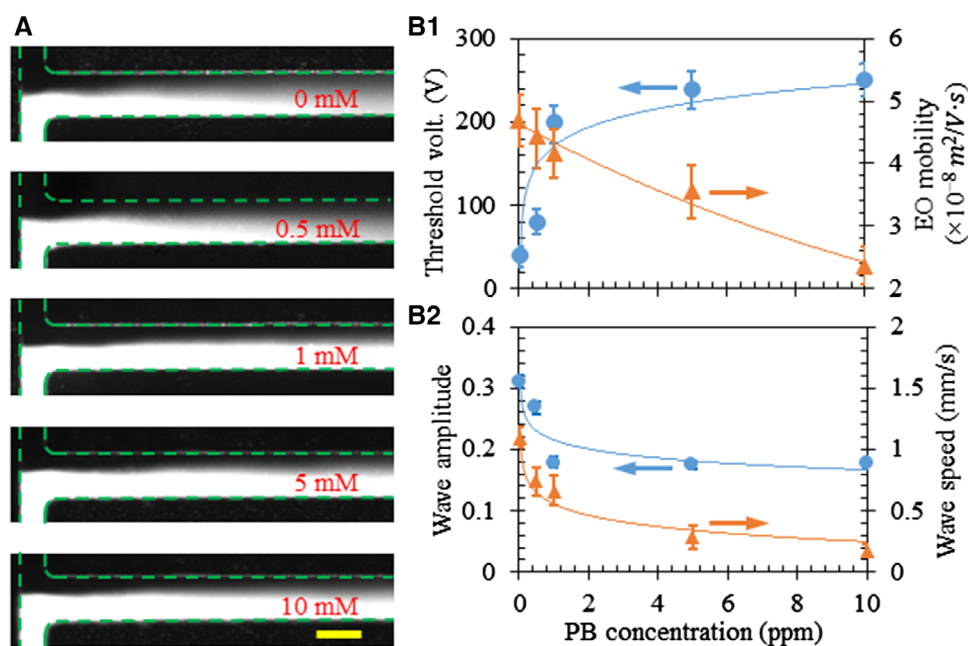 A
0 mM
0.5 mM
1 mM
5 mM
10 mM
B1
300
200
100
0
Threshold volt. (V)
6
5
4
3
2
EO mobility
(×10⁻⁸ m²/V·s)
B2
0.4
0.3
0.2
0.1
0
Wave amplitude
2
1.5
1
0.5
0
Wave speed (mm/s)
0 2 4 6 8 10
PB concentration (ppm)